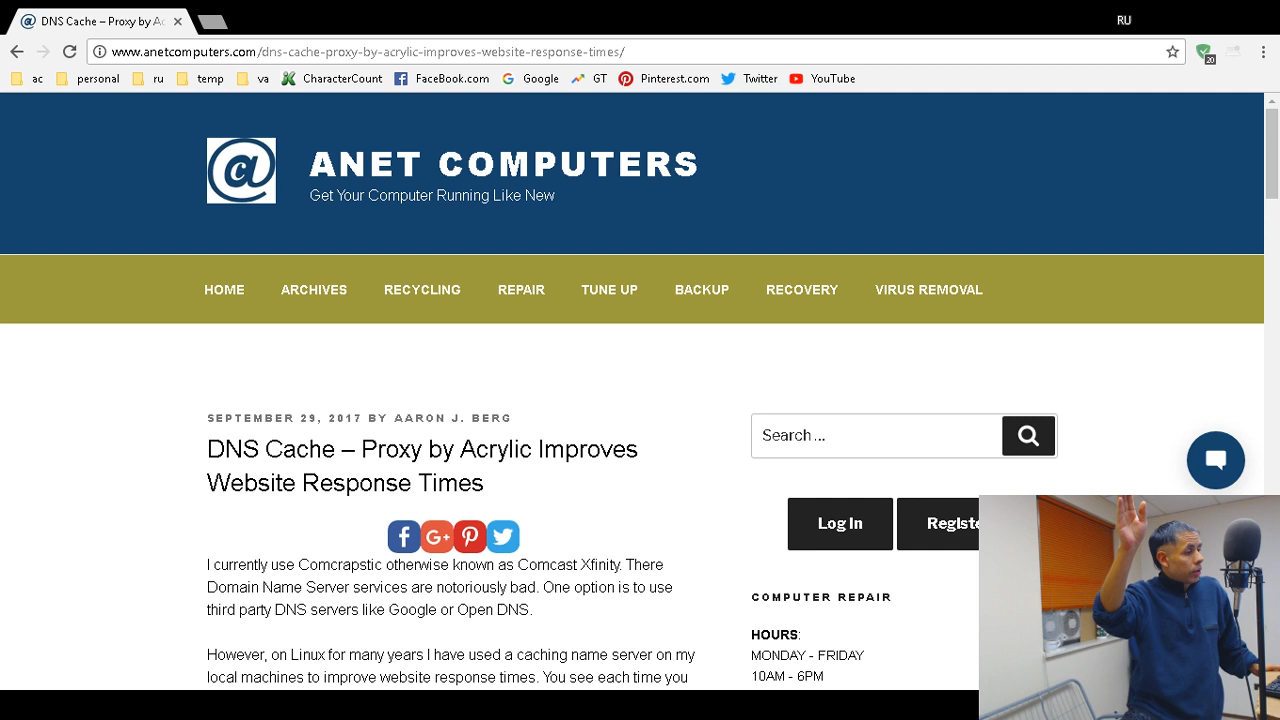 RU
DNS Cache – Proxy by Ac
www.anetcomputers.com/dns-cache-proxy-by-acrylic-improves-website-response-times/
20
ac personal ru temp va CharacterCount FaceBook.com Google GT Pinterest.com Twitter YouTube
ANET COMPUTERS
Get Your Computer Running Like New
HOME ARCHIVES RECYCLING REPAIR TUNE UP BACKUP RECOVERY VIRUS REMOVAL
SEPTEMBER 29, 2017 BY AARON J. BERG
DNS Cache – Proxy by Acrylic Improves
Website Response Times
I currently use Comcrapstic otherwise known as Comcast Xfinity. There
Domain Name Server services are notoriously bad. One option is to use
third party DNS servers like Google or Open DNS.
However, on Linux for many years I have used a caching name server on my
local machines to improve website response times. You see each time you
Search ...
Log In Registe
COMPUTER REPAIR
HOURS:
MONDAY - FRIDAY
10AM - 6PM